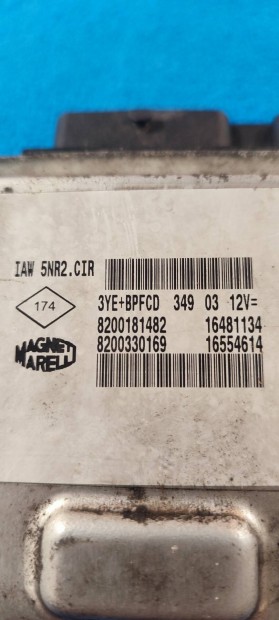 IAW 5NR2.CIR
174
3YE+BPFCD 349 03 12V=
8200181482 16481134
8200330169 16554614
MAGNETI
MARELLI